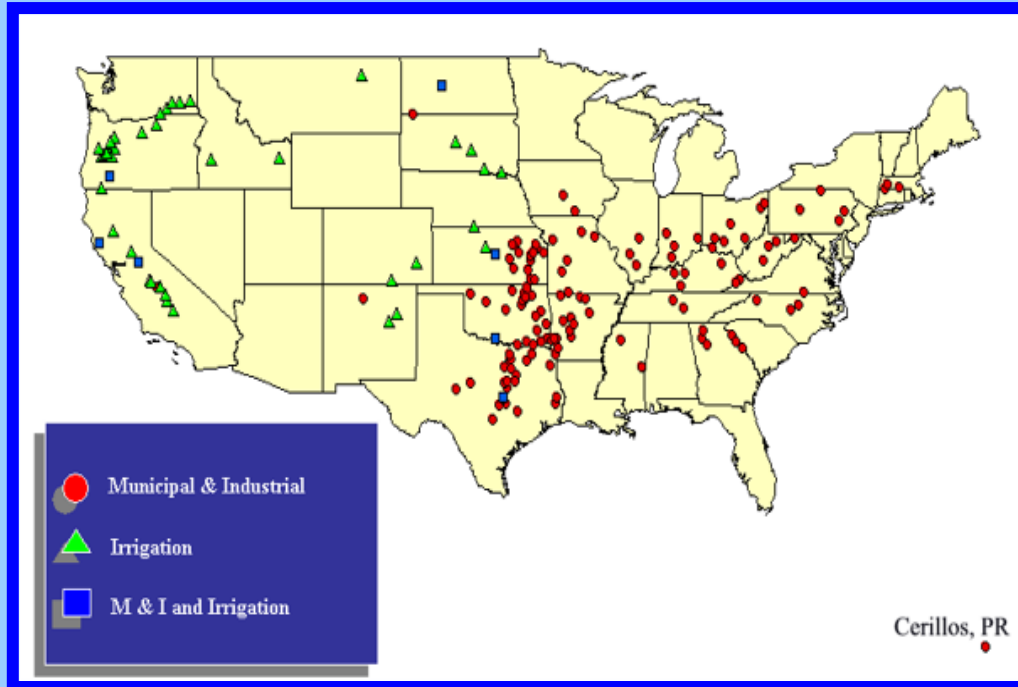 Municipal & Industrial
Irrigation
M & I and Irrigation
Cerillos, PR